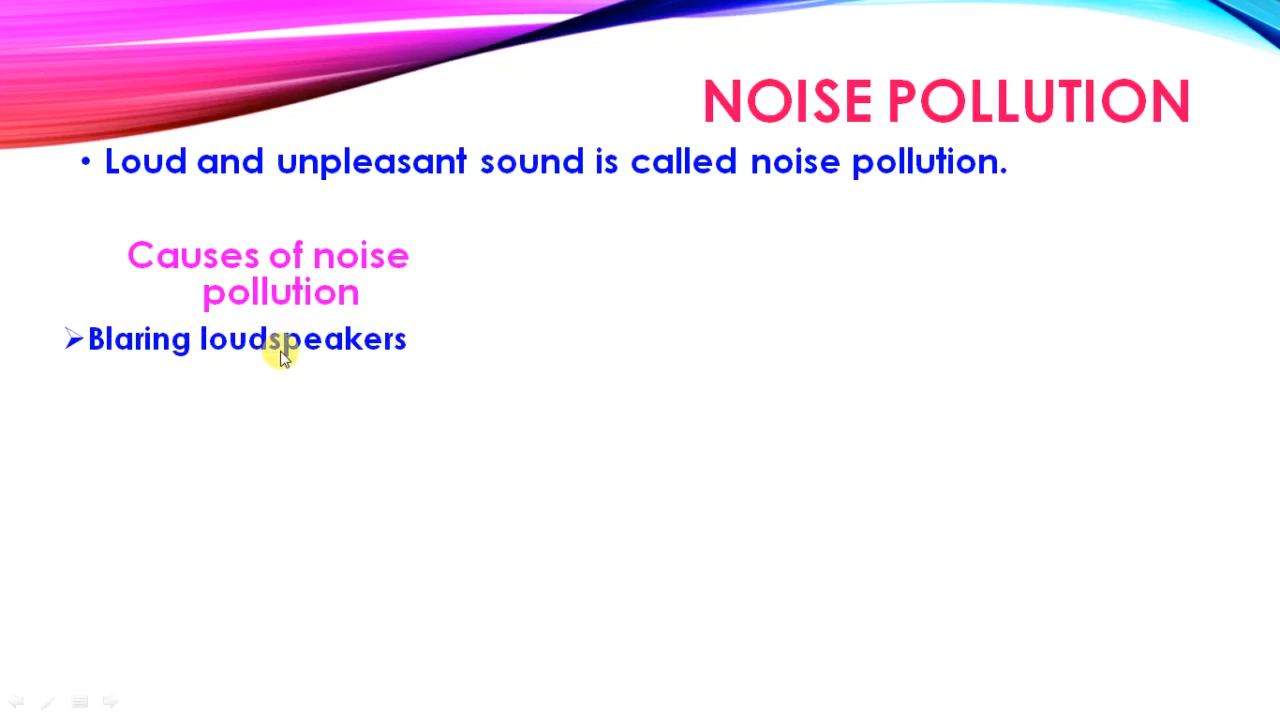 NOISE POLLUTION
• Loud and unpleasant sound is called noise pollution.
Causes of noise
pollution
➢Blaring loudspeakers